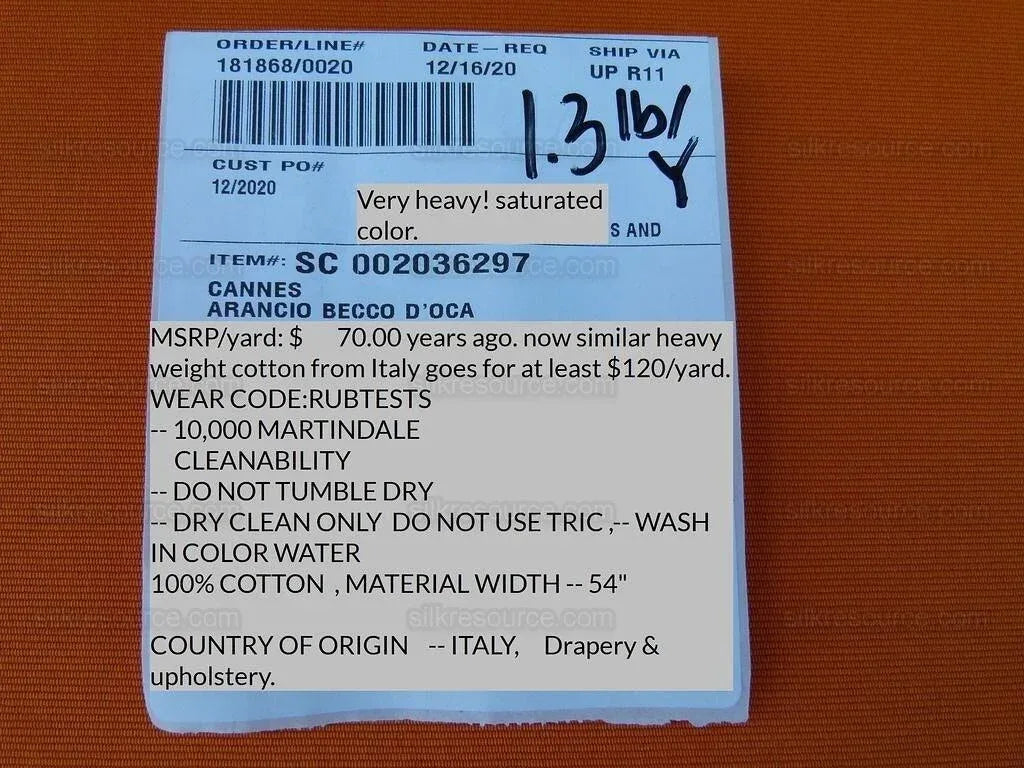 ORDER/LINE# DATE-REQ SHIP VIA
181868/0020 12/16/20 UP R11
1.3 lb/
Y
CUST PO#
12/2020
Very heavy! saturated
color.
S AND
ITEM#: SC 002036297
CANNES
ARANCIO BECCO D'OCA
MSRP/yard: $ 70.00 years ago. now similar heavy
weight cotton from Italy goes for at least $120/yard.
WEAR CODE:RUBTESTS
-- 10,000 MARTINDALE
CLEANABILITY
-- DO NOT TUMBLE DRY
-- DRY CLEAN ONLY DO NOT USE TRIC ,-- WASH
IN COLOR WATER
100% COTTON , MATERIAL WIDTH -- 54"
COUNTRY OF ORIGIN -- ITALY, Drapery &
upholstery.
silkresource.com